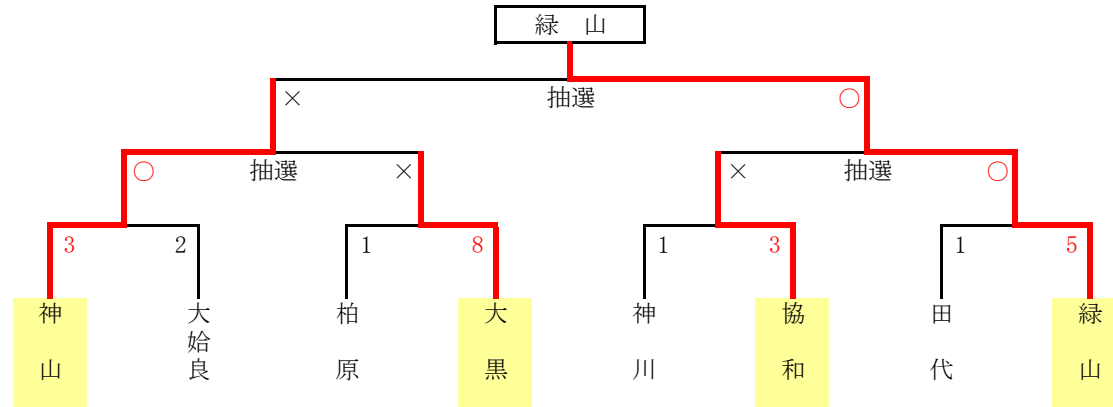 緑山
× 抽選 ○
○ 抽選 × × 抽選 ○
3 2 1 8 1 3 1 5
神山 大姶良 柏原 大黒 神川 協和 田代 緑山